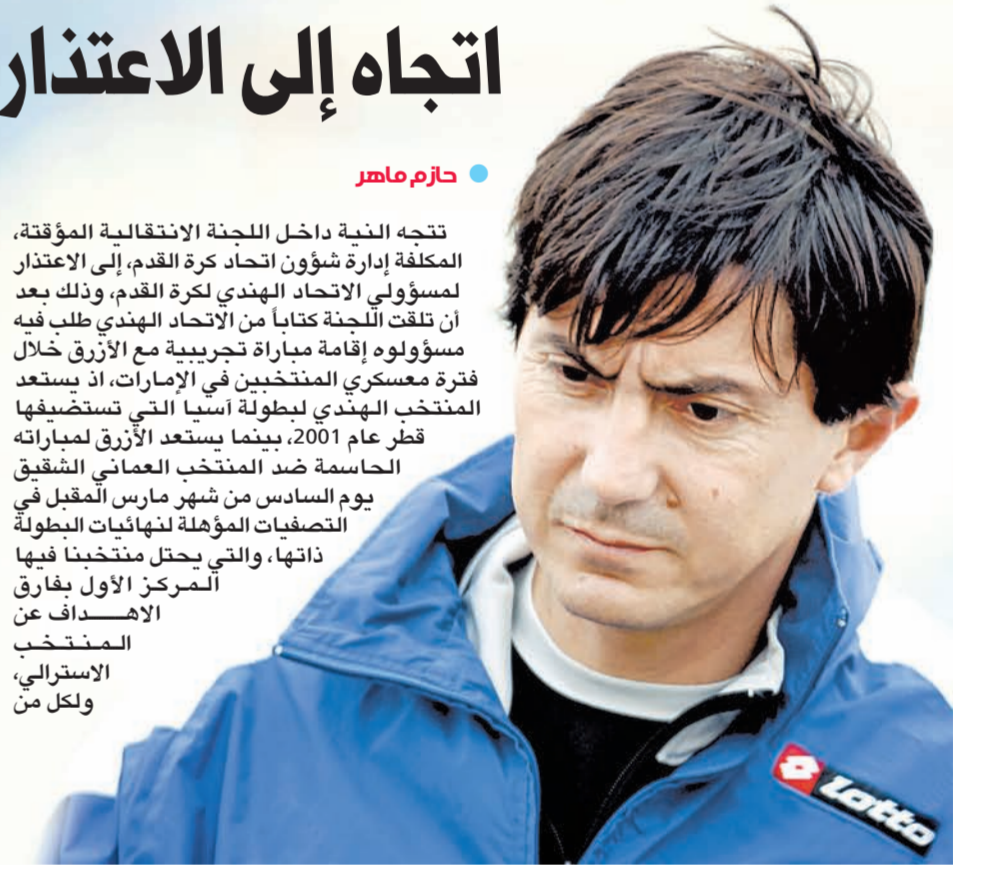 اتجاه إلى الاعتذار
حازم ماهر
تتجه النية داخل اللجنة الانتقالية المؤقتة،
المكلفة إدارة شؤون اتحاد كرة القدم، إلى الاعتذار
لمسؤولي الاتحاد الهندي لكرة القدم، وذلك بعد
أن تلقت اللجنة كتاباً من الاتحاد الهندي طلب فيه
مسؤولوه إقامة مباراة تجريبية مع الأزرق خلال
فترة معسكري المنتخبين في الإمارات، اذ يستعد
المنتخب الهندي لبطولة آسيا التي تستضيفها
قطر عام 2001، بينما يستعد الأزرق لمباراته
الحاسمة ضد المنتخب العماني الشقيق
يوم السادس من شهر مارس المقبل في
التصفيات المؤهلة لنهائيات البطولة
ذاتها، والتي يحتل منتخبنا فيها
المركز الأول بفارق
الاهداف عن
المنتخب
الاسترالي،
ولكل من
lotto